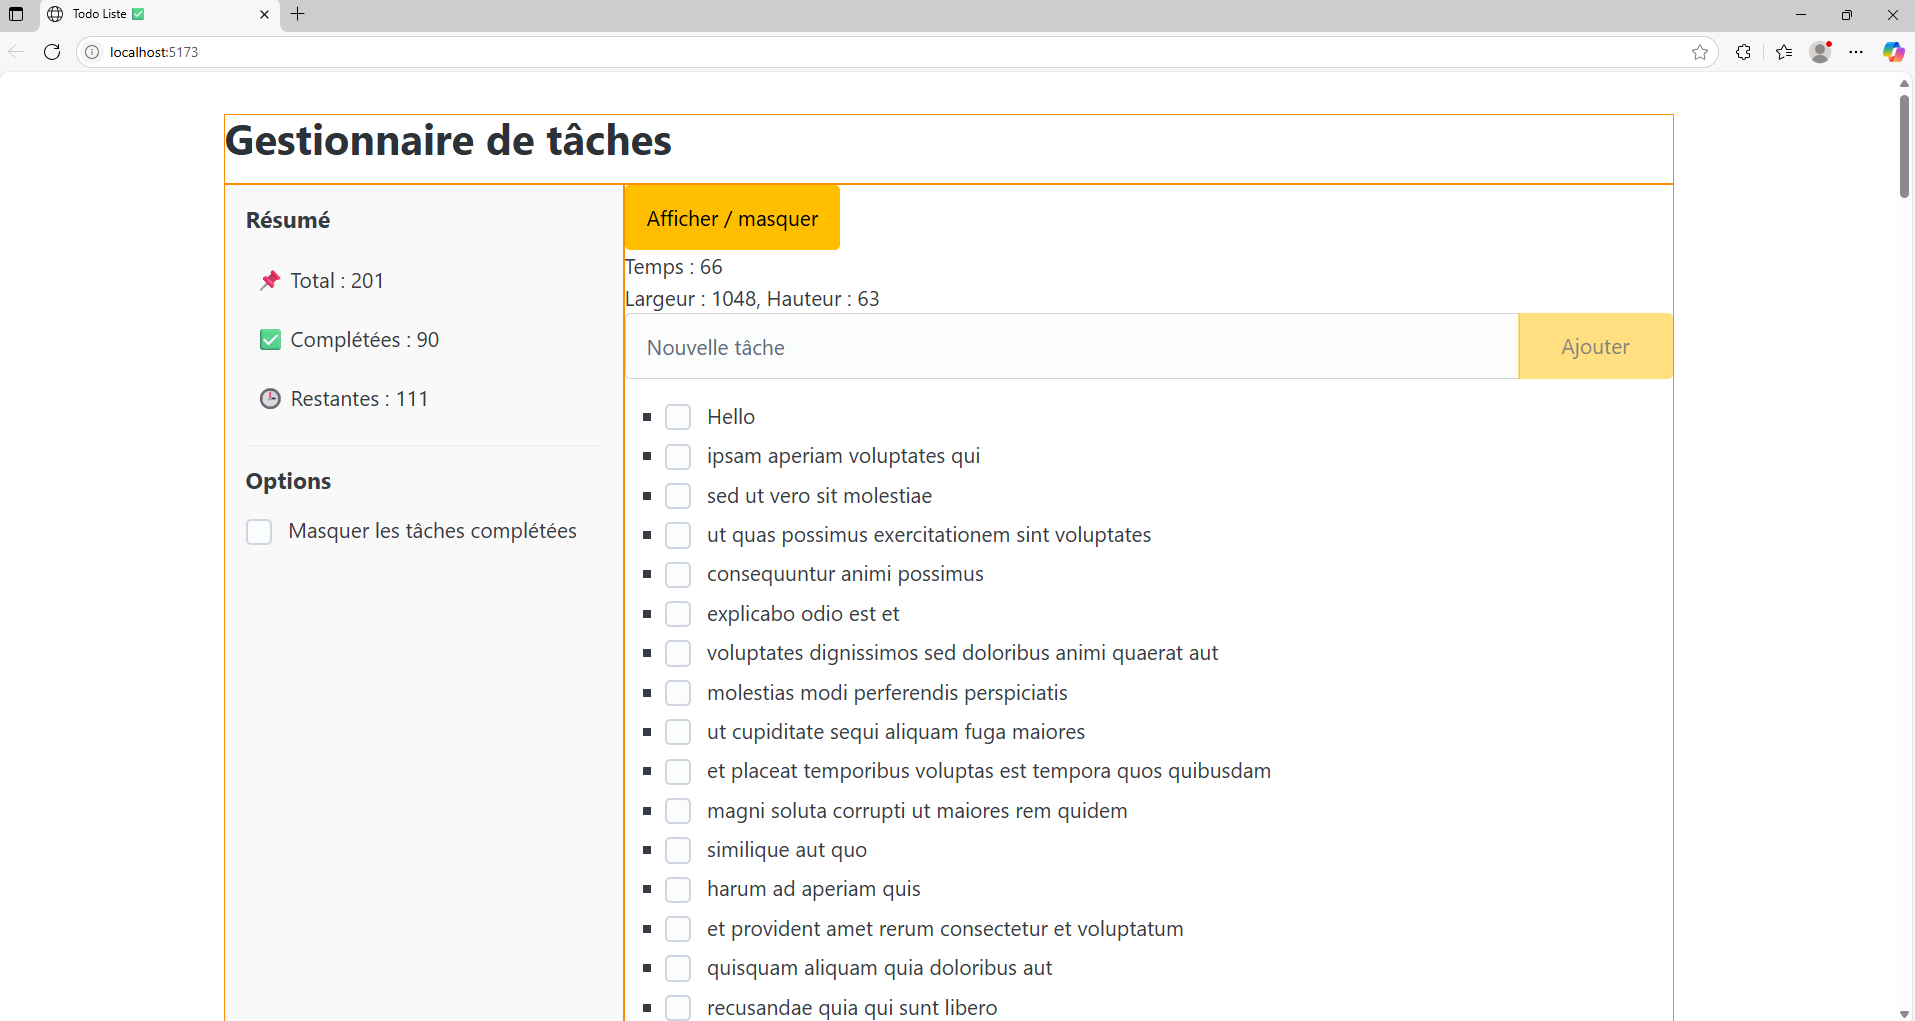 Todo Liste ✅
localhost:5173
Gestionnaire de tâches
Résumé
📌 Total : 201
✅ Complétées : 90
🕒 Restantes : 111
Options
Masquer les tâches complétées
Afficher / masquer
Temps : 66
Largeur : 1048, Hauteur : 63
Nouvelle tâche
Ajouter
Hello
ipsam aperiam voluptates qui
sed ut vero sit molestiae
ut quas possimus exercitationem sint voluptates
consequuntur animi possimus
explicabo odio est et
voluptates dignissimos sed doloribus animi quaerat aut
molestias modi perferendis perspiciatis
ut cupiditate sequi aliquam fuga maiores
et placeat temporibus voluptas est tempora quos quibusdam
magni soluta corrupti ut maiores rem quidem
similique aut quo
harum ad aperiam quis
et provident amet rerum consectetur et voluptatum
quisquam aliquam quia doloribus aut
recusandae quia qui sunt libero